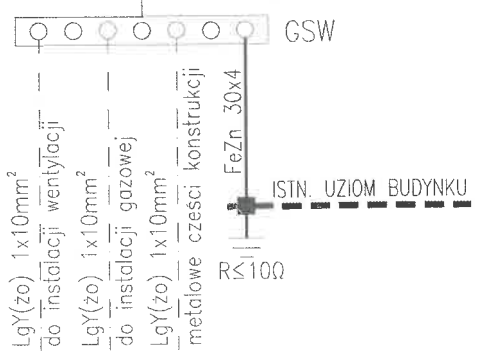 GSW
LgY(żo) 1x10mm²
do instalacji wentylacji
LgY(żo) 1x10mm²
do instalacji gazowej
LgY(żo) 1x10mm²
metalowe cześci konstrukcji
FeZn 30x4
ISTN. UZIOM BUDYNKU
R≤10Ω